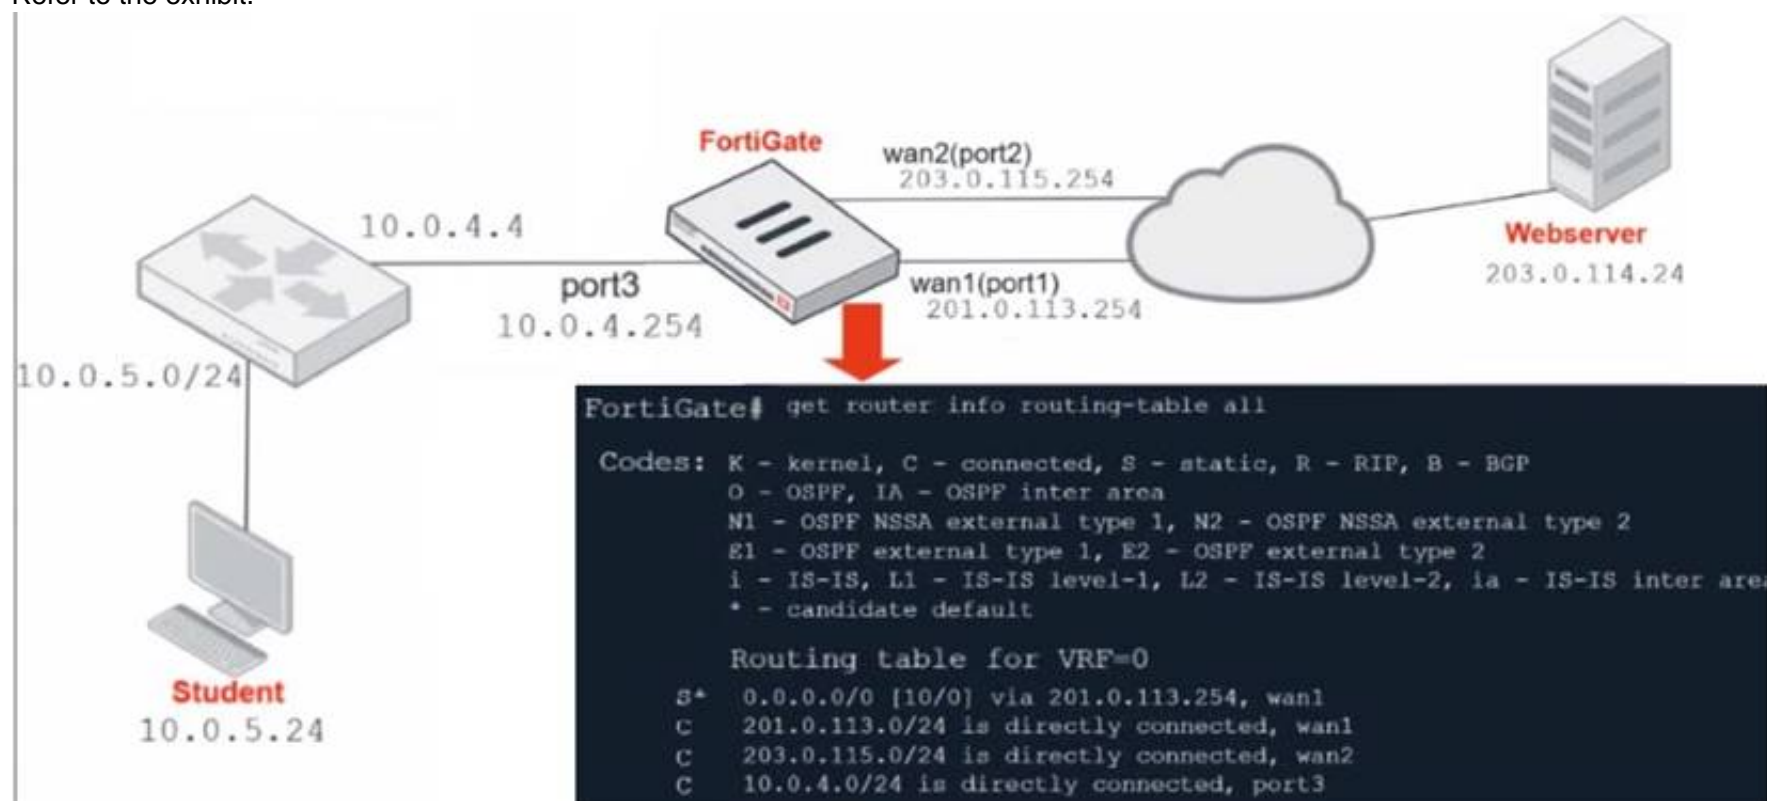 Refer to the exhibit.
FortiGate
wan2(port2)
203.0.115.254
10.0.4.4
Webserver
203.0.114.24
port3
10.0.4.254
wan1(port1)
201.0.113.254
10.0.5.0/24
FortiGate# get router info routing-table all
Codes: K - kernel, C - connected, S - static, R - RIP, B - BGP
O - OSPF, IA - OSPF inter area
N1 - OSPF NSSA external type 1, N2 - OSPF NSSA external type 2
E1 - OSPF external type 1, E2 - OSPF external type 2
i - IS-IS, L1 - IS-IS level-1, L2 - IS-IS level-2, ia - IS-IS inter area
* - candidate default
Routing table for VRF=0
S* 0.0.0.0/0 [10/0] via 201.0.113.254, wan1
C 201.0.113.0/24 is directly connected, wan1
C 203.0.115.0/24 is directly connected, wan2
C 10.0.4.0/24 is directly connected, port3
Student
10.0.5.24